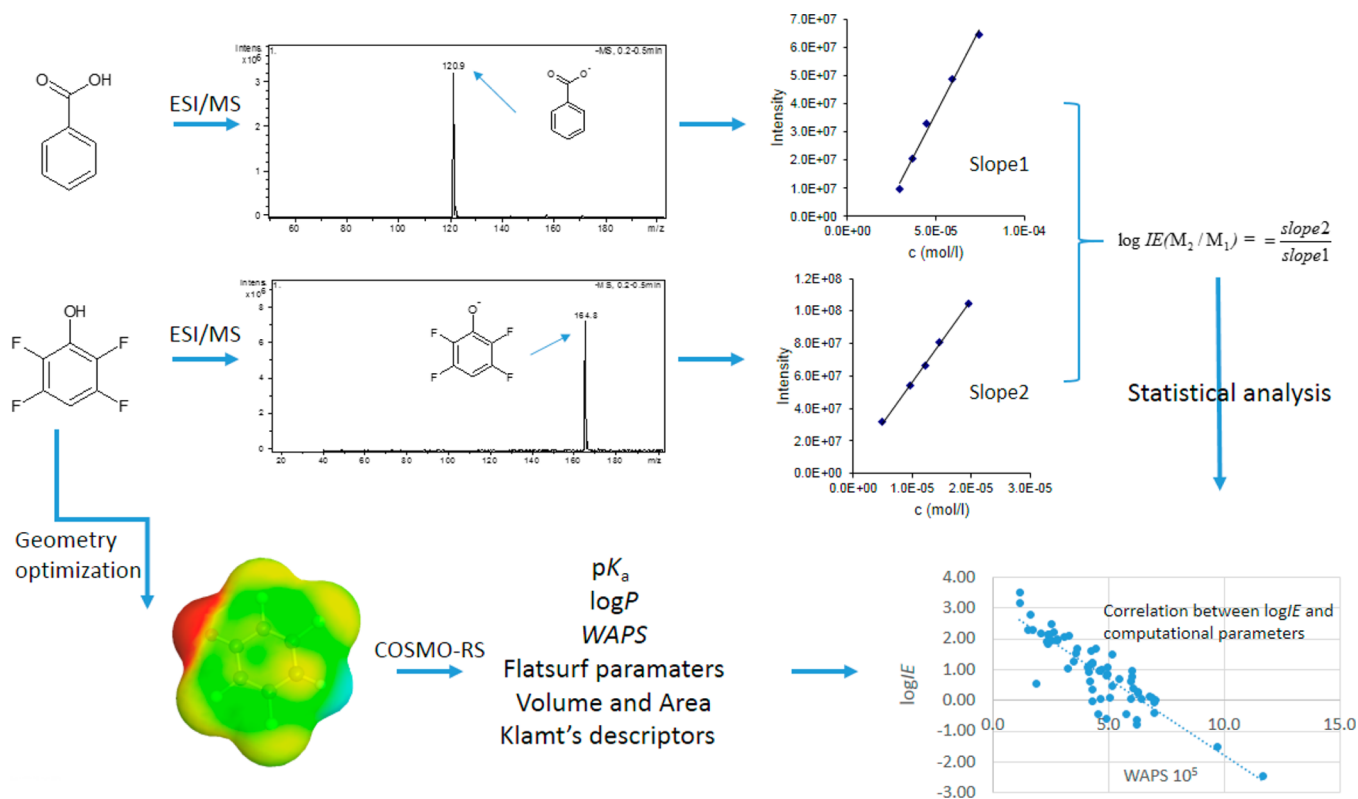 O
OH
ESI/MS
Intens. 1.
x10⁶
-MS, 0.2-0.5min
120.9
O
O⁻
3
2
1
0
60 80 100 120 140 160 180 m/z
7.0E+07
6.0E+07
5.0E+07
4.0E+07
3.0E+07
2.0E+07
1.0E+07
0.0E+00
Intensity
Slope1
0.0E+00 5.0E-05 1.0E-04
c (mol/l)
log IE(M₂/M₁) = = slope2
slope1
OH
F
F
F
F
ESI/MS
Intens. 1.
x10⁶
-MS, 0.2-0.5min
164.8
O⁻
F
F
F
F
8
6
4
2
0
20 40 60 80 100 120 140 160 180 m/z
1.2E+08
1.0E+08
8.0E+07
6.0E+07
4.0E+07
2.0E+07
0.0E+00
Intensity
Slope2
0.0E+00 1.0E-05 2.0E-05 3.0E-05
c (mol/l)
Statistical analysis
Geometry
optimization
COSMO-RS
pKₐ
logP
WAPS
Flatsurf paramaters
Volume and Area
Klamt's descriptors
4.00
3.00
2.00
1.00
0.00
-1.00
-2.00
-3.00
logIE
Correlation between logIE and
computational parameters
0.0 5.0 10.0 15.0
WAPS 10⁵